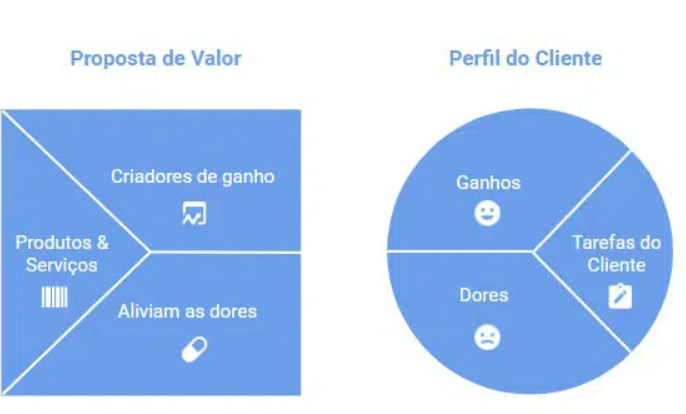 Proposta de Valor
Perfil do Cliente
Criadores de ganho
Produtos &
Serviços
Aliviam as dores
Ganhos
Tarefas do
Cliente
Dores